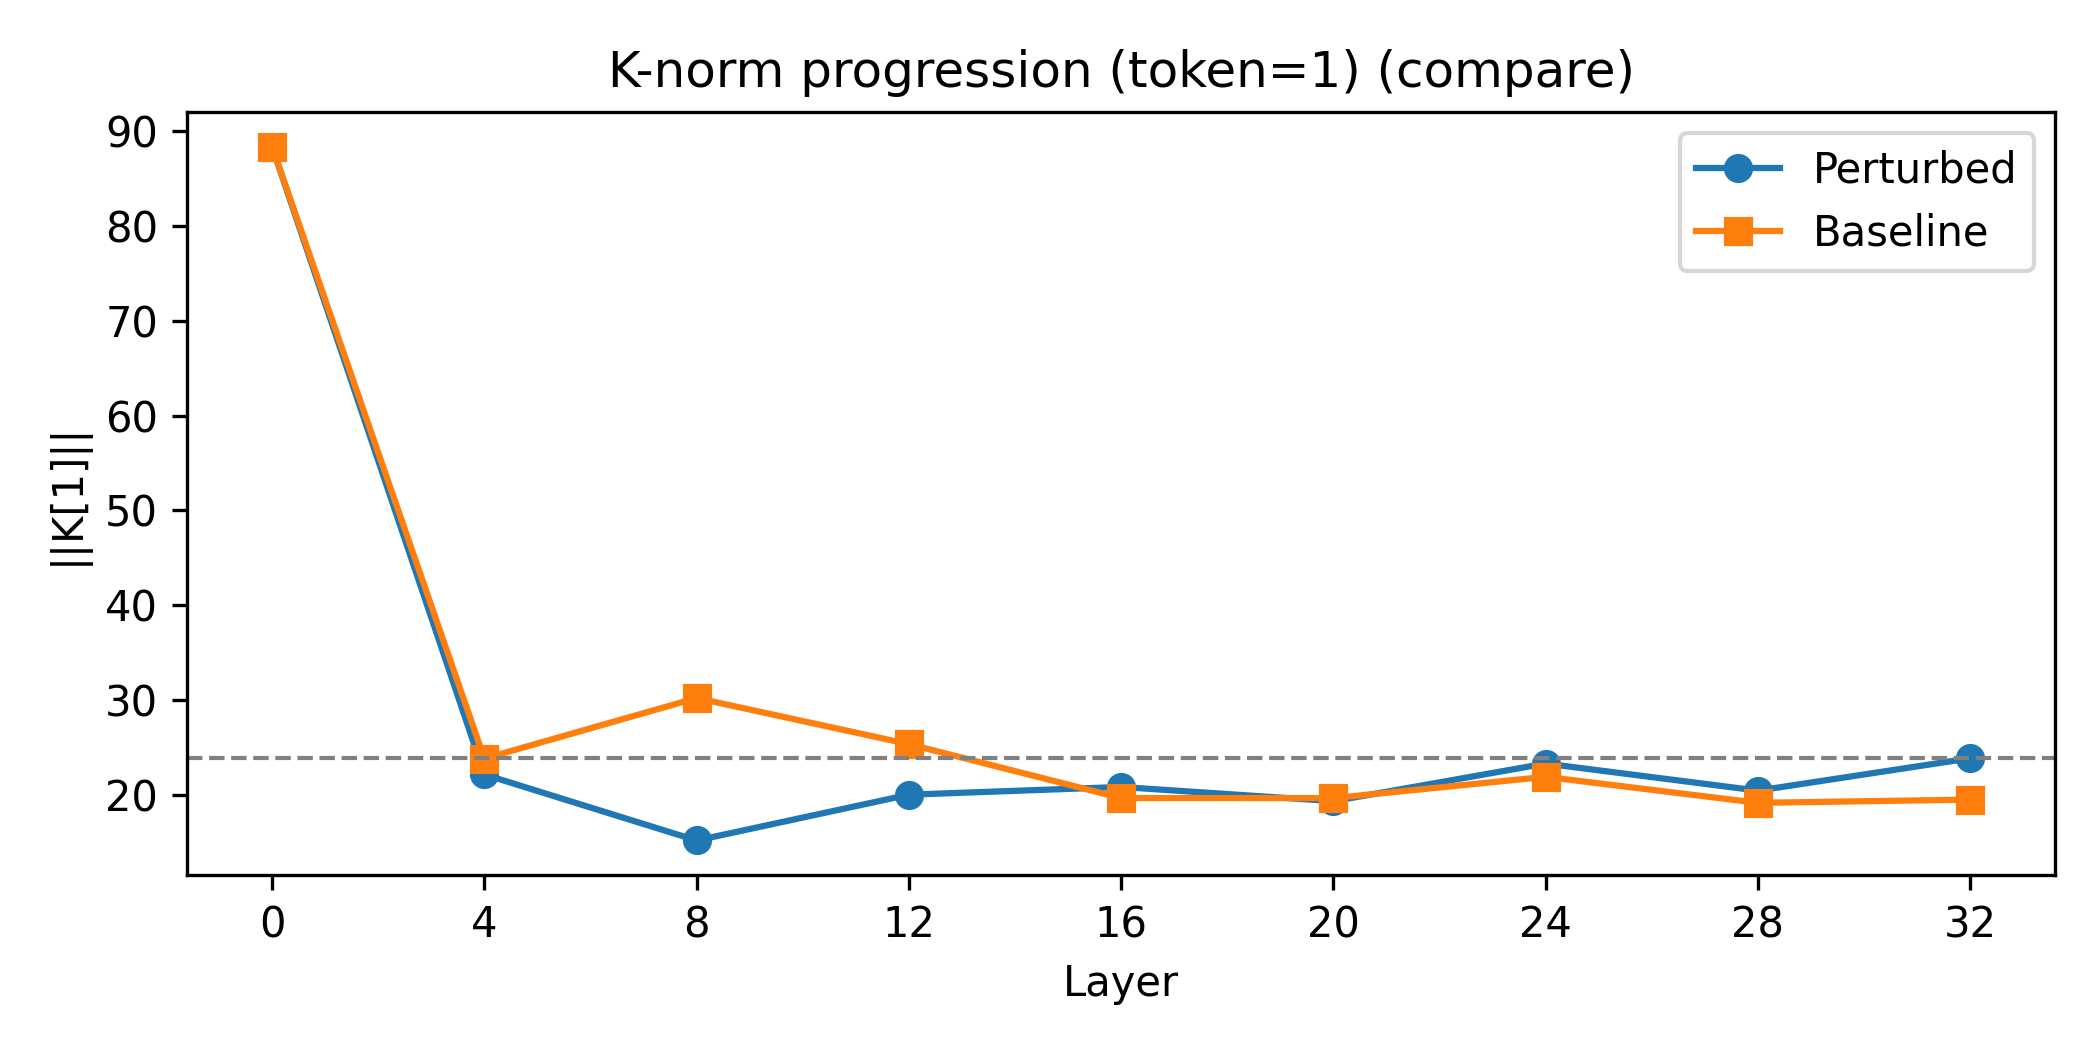 K-norm progression (token=1) (compare)
90
80
70
60
50
40
30
20
||K[1]||
Perturbed
Baseline
0 4 8 12 16 20 24 28 32
Layer